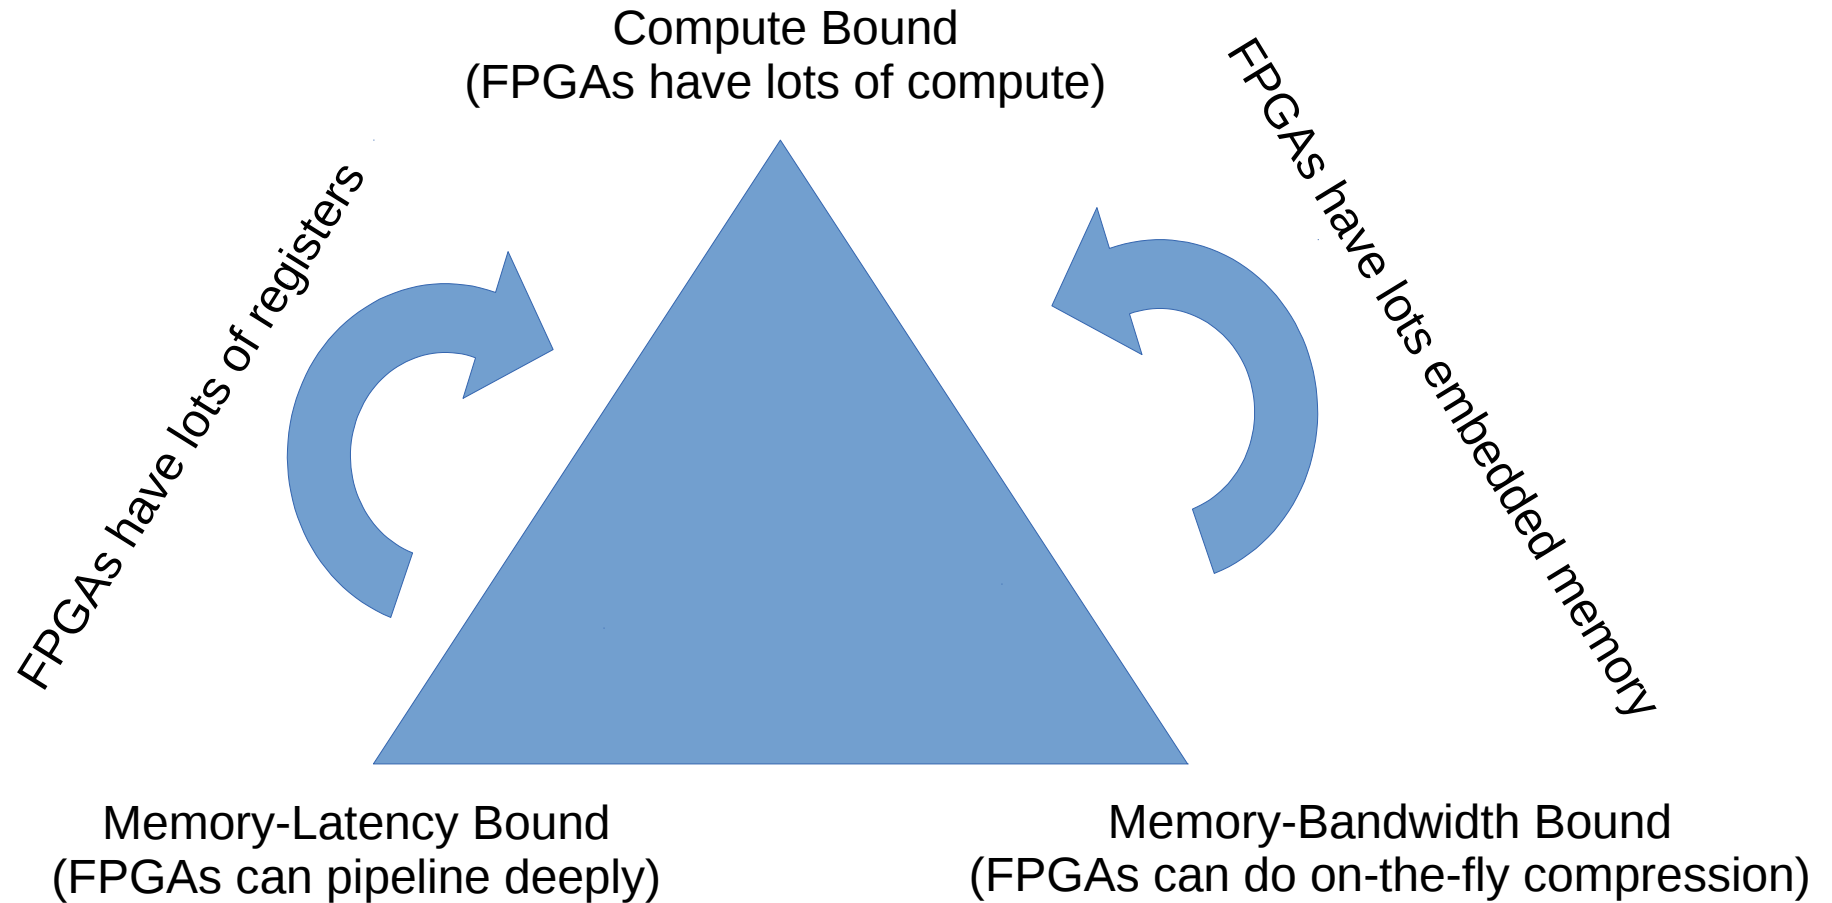 Compute Bound
(FPGAs have lots of compute)
FPGAs have lots of registers
FPGAs have lots embedded memory
Memory-Latency Bound
(FPGAs can pipeline deeply)
Memory-Bandwidth Bound
(FPGAs can do on-the-fly compression)